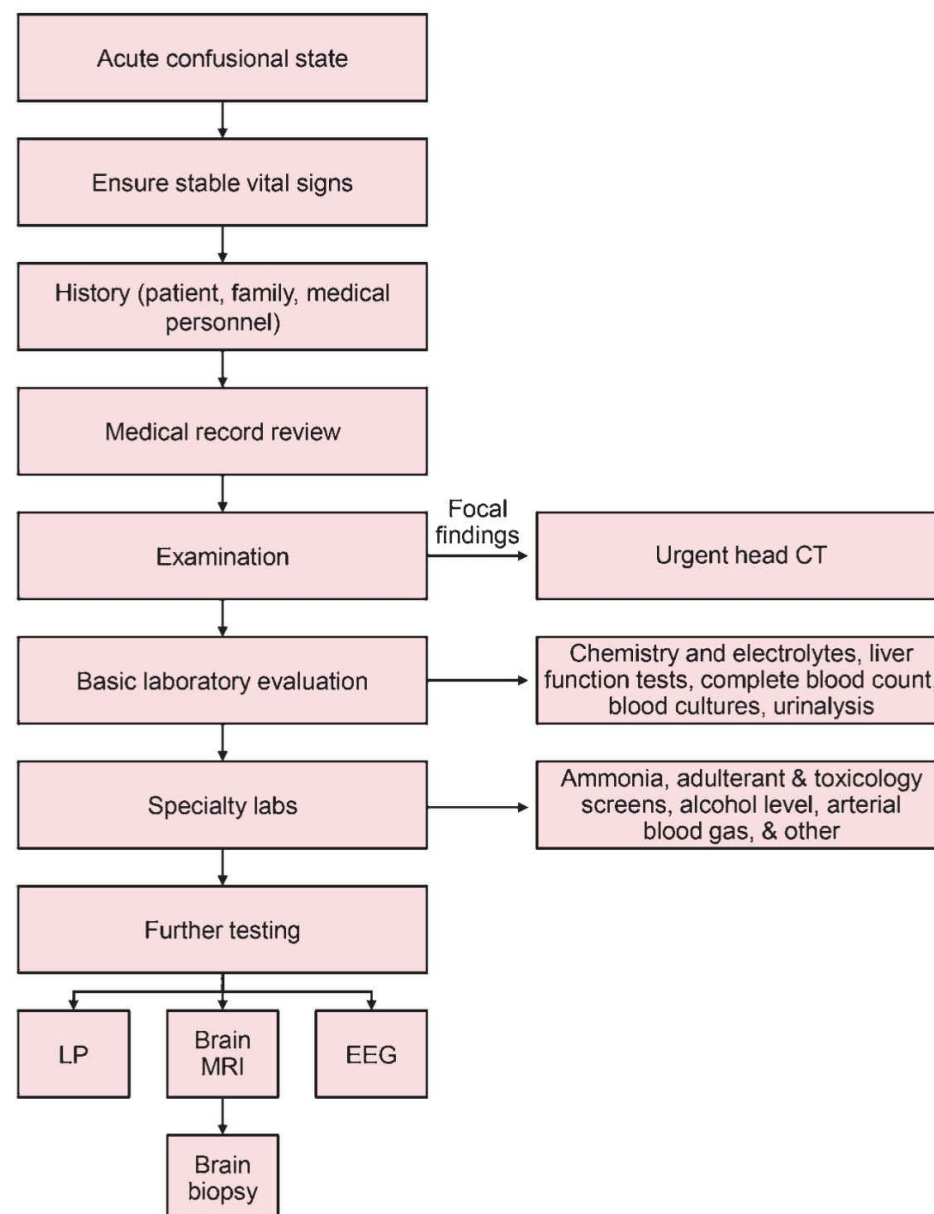 Acute confusional state
Ensure stable vital signs
History (patient, family, medical
personnel)
Medical record review
Focal
findings
Examination
Urgent head CT
Basic laboratory evaluation
Chemistry and electrolytes, liver
function tests, complete blood count,
blood cultures, urinalysis
Specialty labs
Ammonia, adulterant & toxicology
screens, alcohol level, arterial
blood gas, & other
Further testing
LP
Brain
MRI
EEG
Brain
biopsy